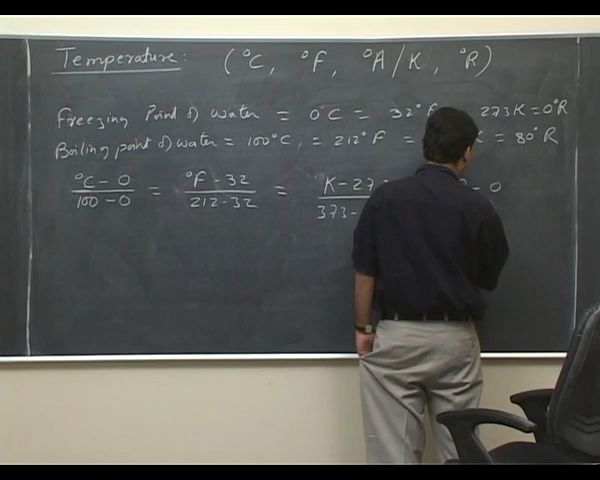 Temperature: (°C, °F, °A/K, °R)
Freezing Point of water = 0°C = 32°F 273K = 0°R
Boiling point of water = 100°C, = 212°F = K = 80°R
°C - 0 / 100 - 0 = °F - 32 / 212 - 32 = K - 27 / 373 - - 0